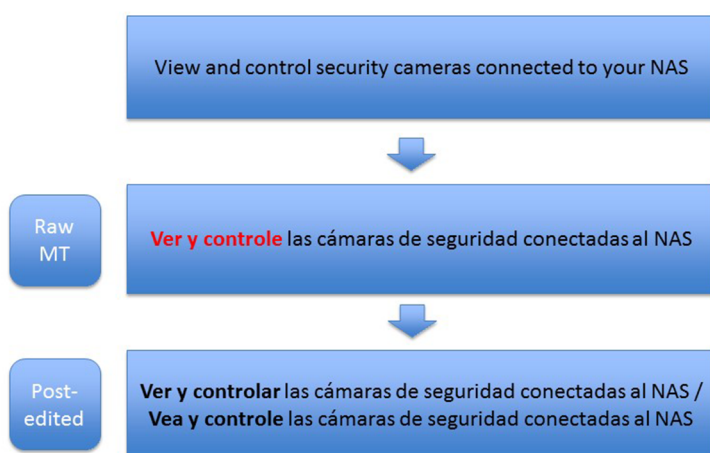 View and control security cameras connected to your NAS
Raw
MT
Ver y controle las cámaras de seguridad conectadas al NAS
Post-
edited
Ver y controlar las cámaras de seguridad conectadas al NAS /
Vea y controle las cámaras de seguridad conectadas al NAS